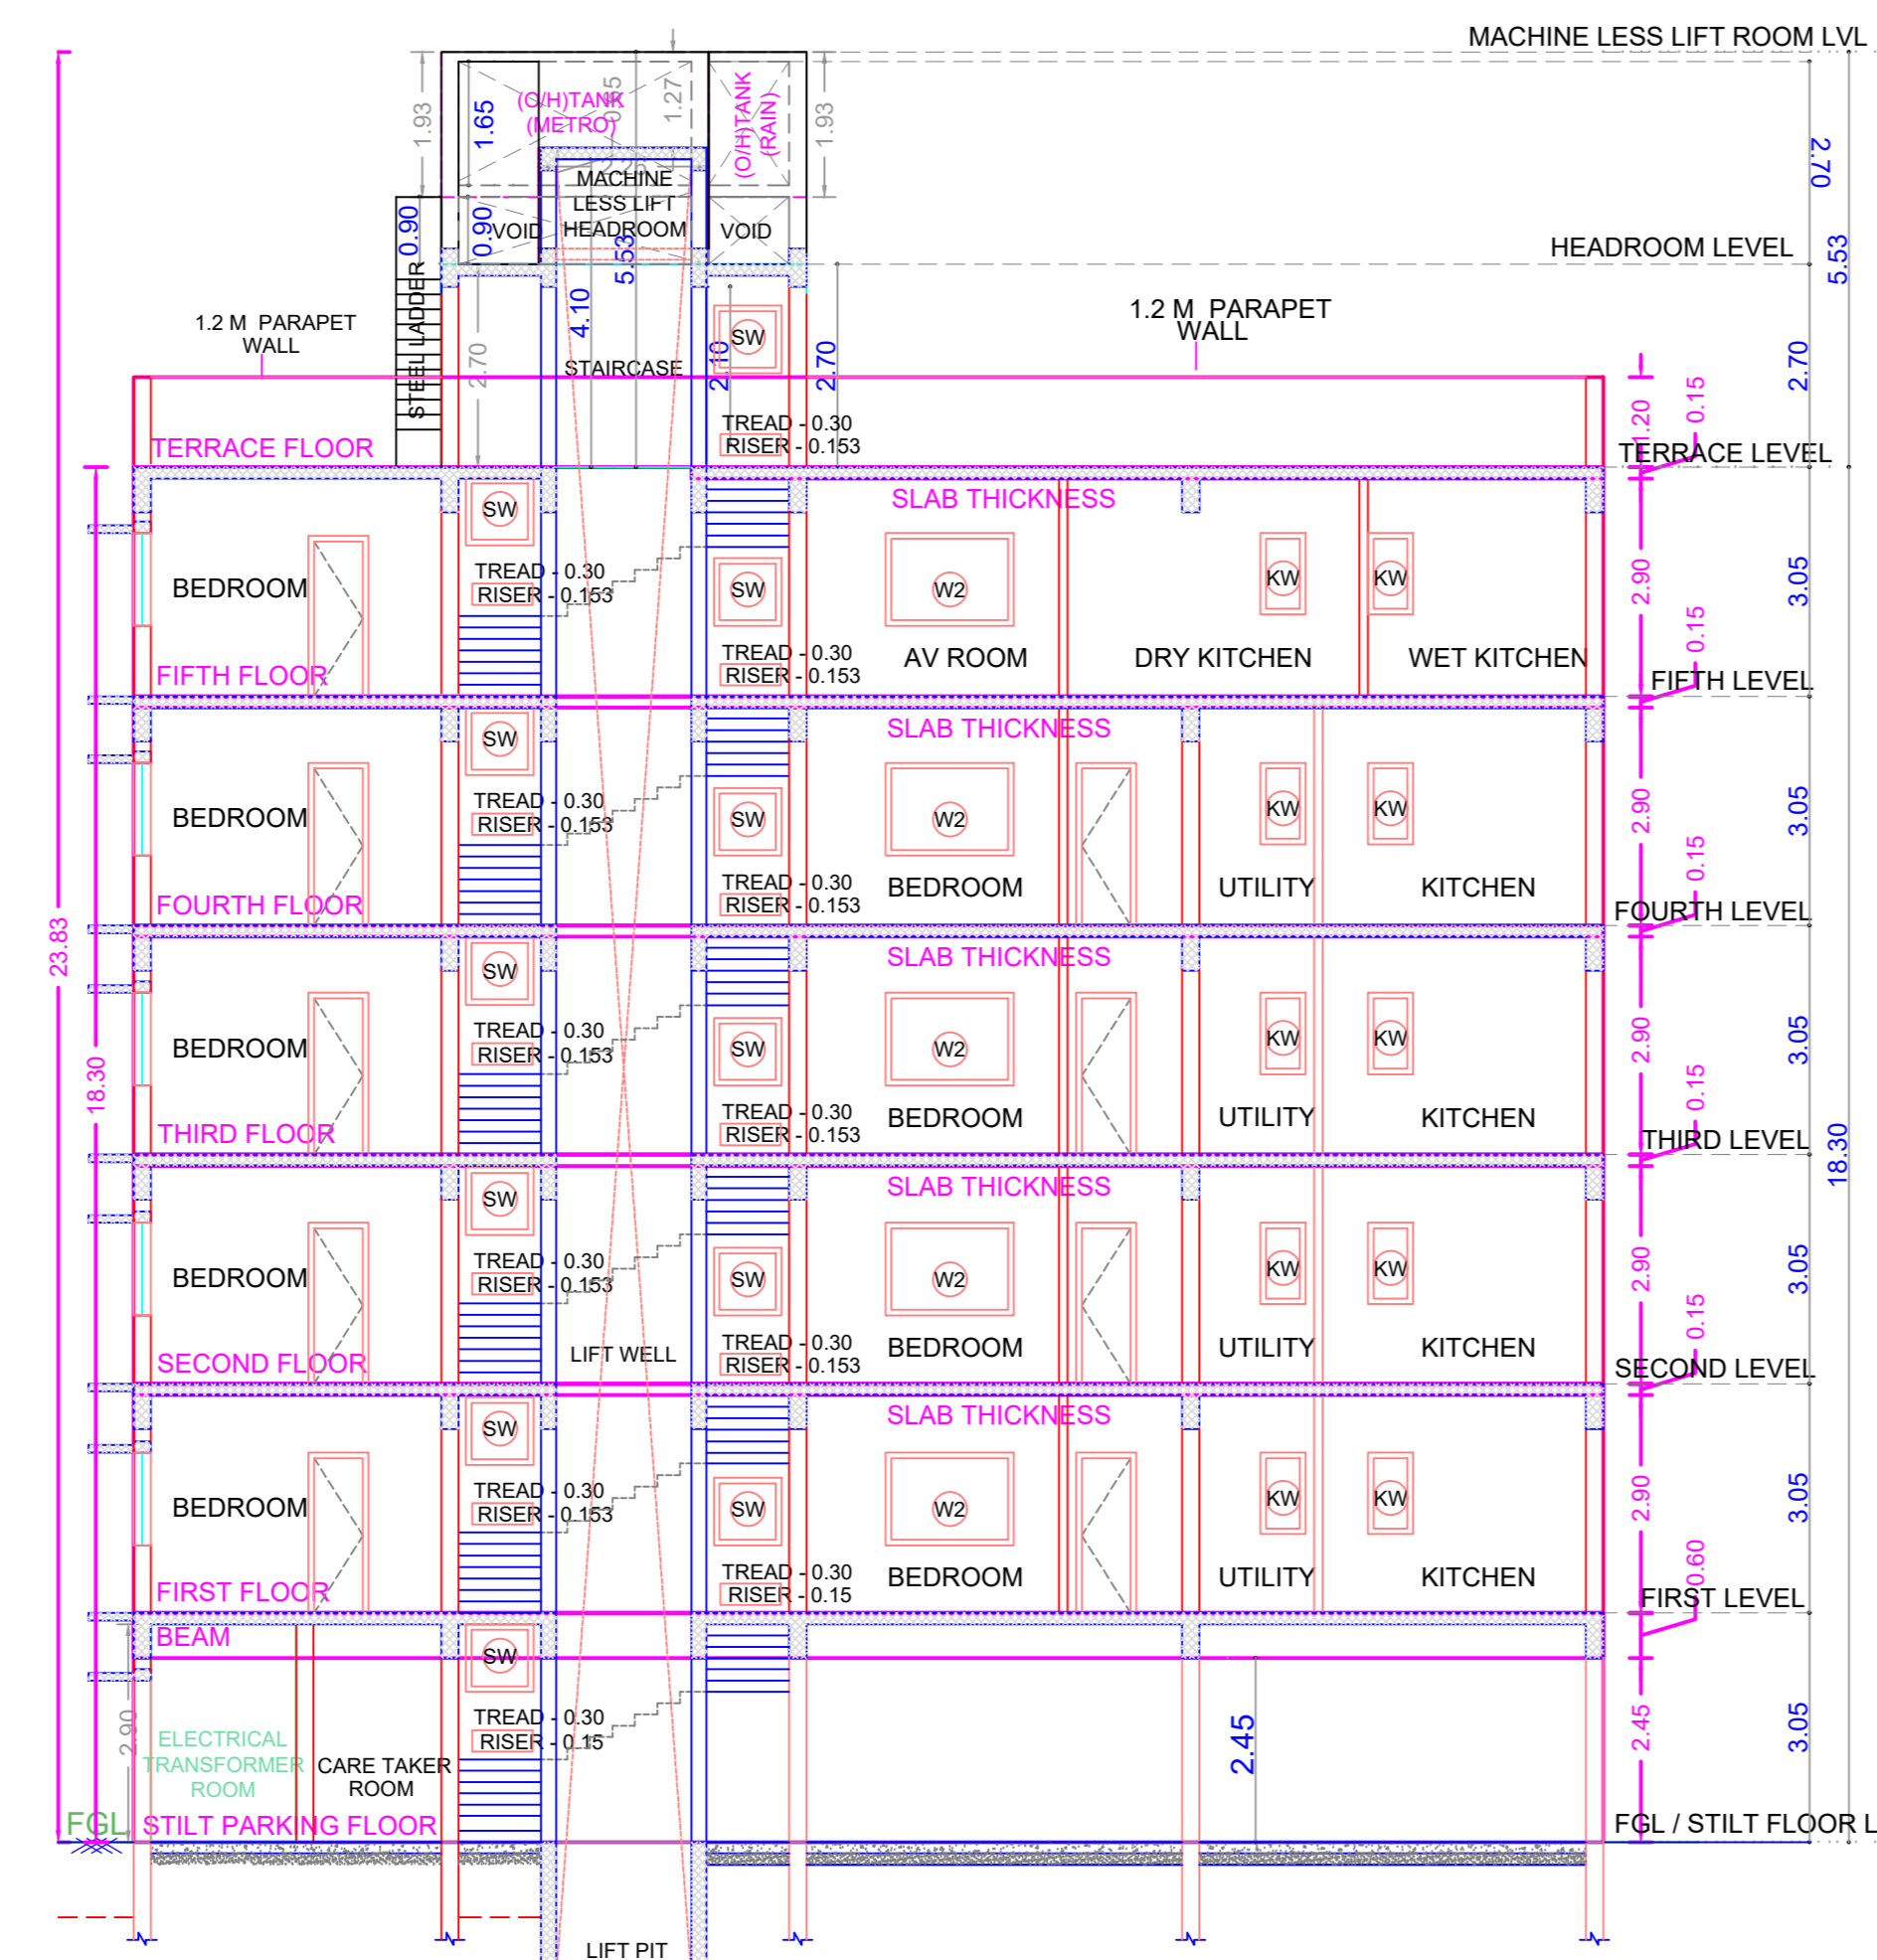 MACHINE LESS LIFT ROOM LVL
1.93
1.65
(O/H)TANK
(METRO)
1.27
(O/H)TANK
(RAIN)
1.93
2.70
MACHINE
LESS LIFT
HEADROOM
0.90
0.90
VOID
VOID
5.53
HEADROOM LEVEL
5.53
STEEL LADDER
4.10
1.2 M PARAPET
WALL
1.2 M PARAPET
WALL
SW
2.70
STAIRCASE
2.10
2.70
2.70
1.20
0.15
TREAD - 0.30
RISER - 0.153
TERRACE FLOOR
TERRACE LEVEL
SLAB THICKNESS
SW
BEDROOM
TREAD - 0.30
RISER - 0.153
SW
W2
KW
KW
2.90
3.05
TREAD - 0.30
RISER - 0.153
AV ROOM
DRY KITCHEN
WET KITCHEN
0.15
FIFTH FLOOR
FIFTH LEVEL
SLAB THICKNESS
SW
BEDROOM
TREAD - 0.30
RISER - 0.153
SW
W2
KW
KW
2.90
3.05
TREAD - 0.30
RISER - 0.153
BEDROOM
UTILITY
KITCHEN
0.15
FOURTH FLOOR
FOURTH LEVEL
23.83
SLAB THICKNESS
SW
BEDROOM
TREAD - 0.30
RISER - 0.153
SW
W2
KW
KW
2.90
3.05
18.30
TREAD - 0.30
RISER - 0.153
BEDROOM
UTILITY
KITCHEN
0.15
THIRD FLOOR
THIRD LEVEL
18.30
SLAB THICKNESS
SW
BEDROOM
TREAD - 0.30
RISER - 0.153
SW
W2
KW
KW
2.90
3.05
LIFT WELL
TREAD - 0.30
RISER - 0.153
BEDROOM
UTILITY
KITCHEN
0.15
SECOND FLOOR
SECOND LEVEL
SLAB THICKNESS
SW
BEDROOM
TREAD - 0.30
RISER - 0.153
SW
W2
KW
KW
2.90
3.05
TREAD - 0.30
RISER - 0.15
BEDROOM
UTILITY
KITCHEN
0.60
FIRST FLOOR
FIRST LEVEL
BEAM
SW
2.90
TREAD - 0.30
RISER - 0.15
2.45
2.45
3.05
ELECTRICAL
TRANSFORMER
ROOM
CARE TAKER
ROOM
FGL
STILT PARKING FLOOR
FGL / STILT FLOOR L
LIFT PIT